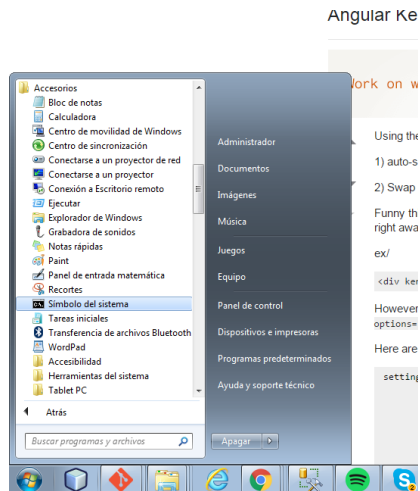 Angular Ke
Work on w
Using the
1) auto-s
2) Swap
Funny th
right awa
ex/
<div ken
However
options=
Here are
setting
Accesorios
Bloc de notas
Calculadora
Centro de movilidad de Windows
Centro de sincronización
Conectarse a un proyector de red
Conectarse a un proyector
Conexión a Escritorio remoto
Ejecutar
Explorador de Windows
Grabadora de sonidos
Notas rápidas
Paint
Panel de entrada matemática
Recortes
Símbolo del sistema
Tareas iniciales
Transferencia de archivos Bluetooth
WordPad
Accesibilidad
Herramientas del sistema
Tablet PC
Atrás
Buscar programas y archivos
Administrador
Documentos
Imágenes
Música
Juegos
Equipo
Panel de control
Dispositivos e impresoras
Programas predeterminados
Ayuda y soporte técnico
Apagar